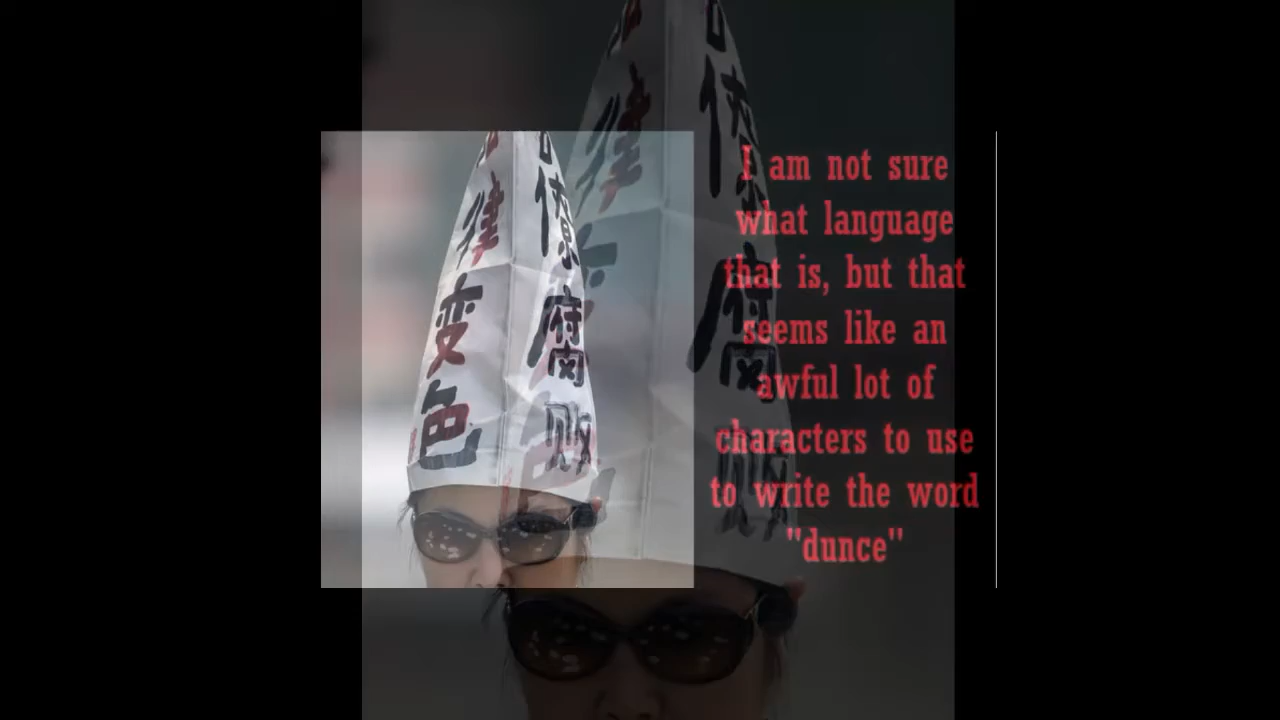 律变色
僚腐败
I am not sure
what language
that is, but that
seems like an
awful lot of
characters to use
to write the word
"dunce"